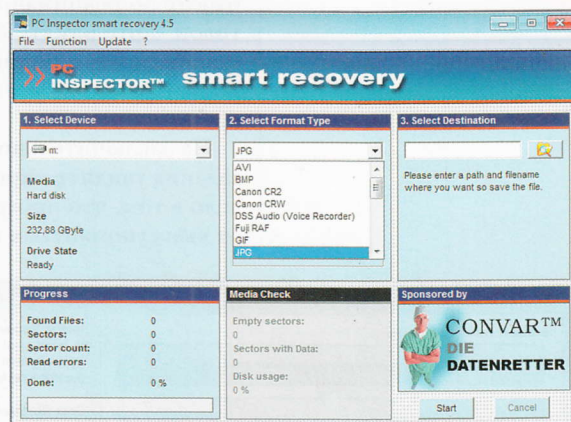 PC Inspector smart recovery 4.5
File Function Update ?
PC
INSPECTOR™ smart recovery
1. Select Device
m:
Media
Hard disk
Size
232,88 GByte
Drive State
Ready
2. Select Format Type
JPG
AVI
BMP
Canon CR2
Canon CRW
DSS Audio (Voice Recorder)
Fuji RAF
GIF
JPG
3. Select Destination
Please enter a path and filename
where you want so save the file.
Progress
Found Files: 0
Sectors: 0
Sector count: 0
Read errors: 0
Done: 0 %
Media Check
Empty sectors:
0
Sectors with Data:
0
Disk usage:
0 %
Sponsored by
CONVAR™
DIE
DATENRETTER
Start Cancel